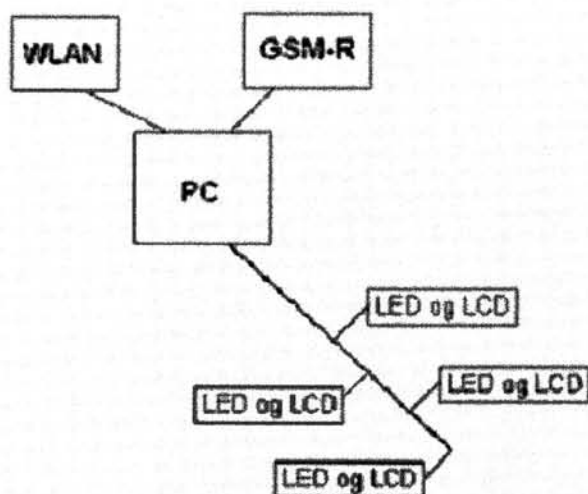 WLAN
GSM-R
PC
LED og LCD
LED og LCD
LED og LCD
LED og LCD